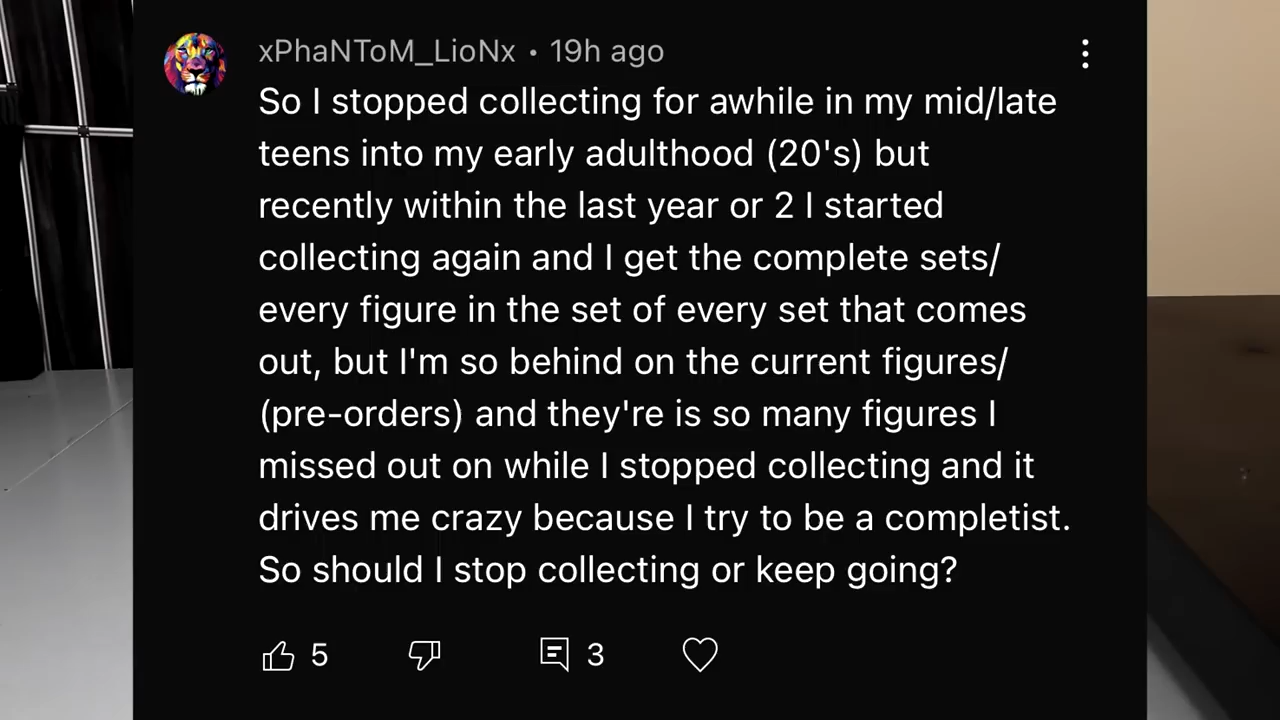 xPhaNToM_LioNx • 19h ago
So I stopped collecting for awhile in my mid/late
teens into my early adulthood (20's) but
recently within the last year or 2 I started
collecting again and I get the complete sets/
every figure in the set of every set that comes
out, but I'm so behind on the current figures/
(pre-orders) and they're is so many figures I
missed out on while I stopped collecting and it
drives me crazy because I try to be a completist.
So should I stop collecting or keep going?
5 3